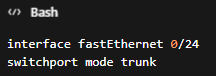 Bash
interface fastEthernet 0/24
switchport mode trunk